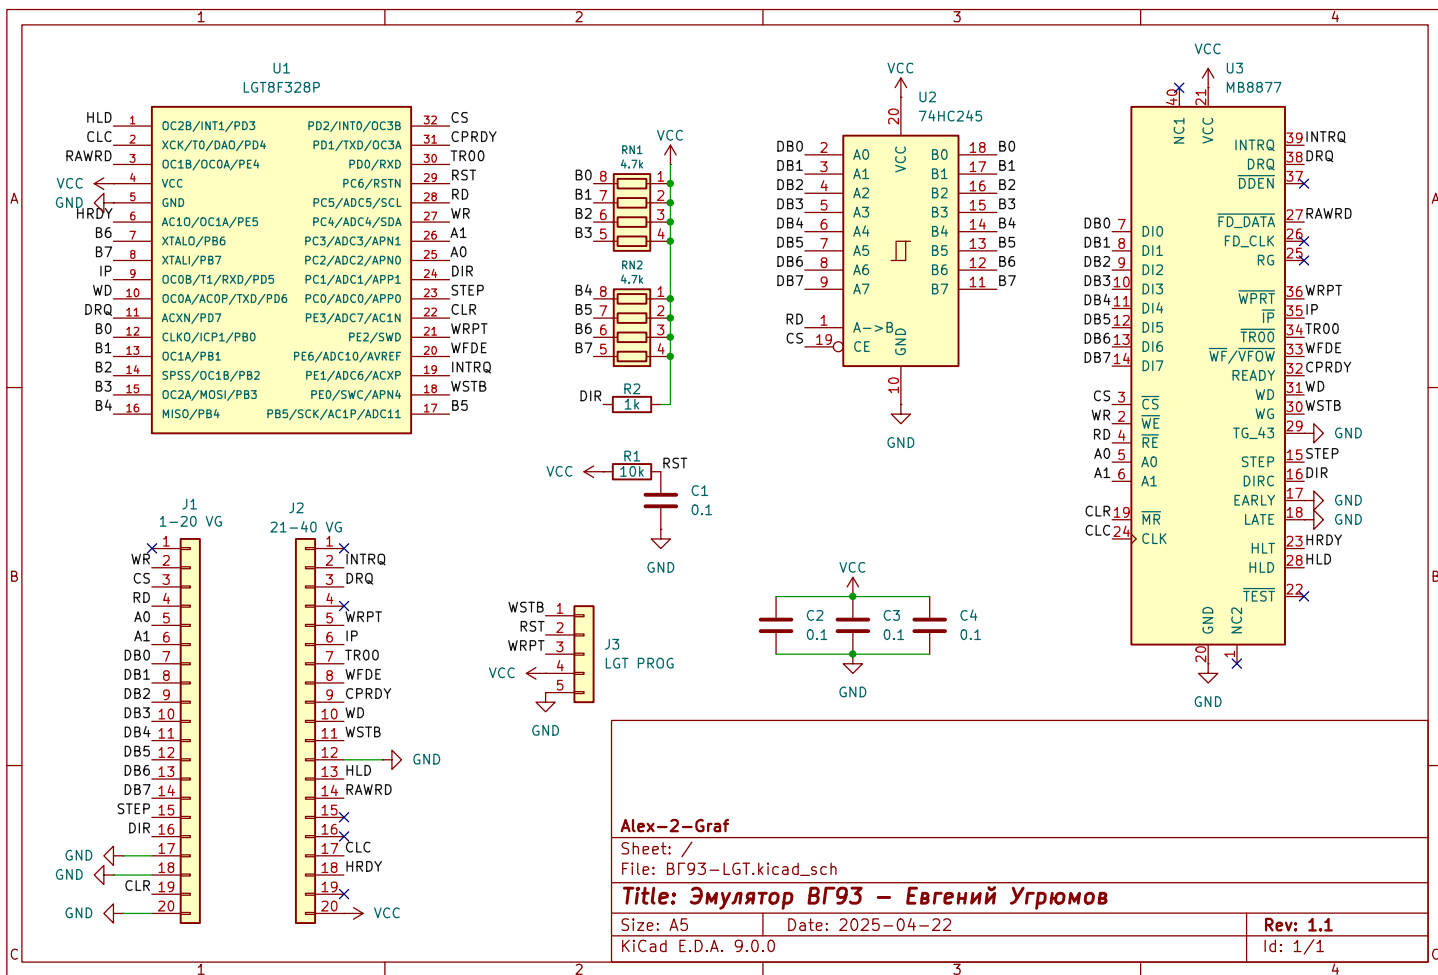 1 2 3 4
A A
B B
C C
1 2 3 4
U1
LGT8F328P
HLD 1 OC2B/INT1/PD3 PD2/INT0/OC3B 32 CS
CLC 2 XCK/T0/DAO/PD4 PD1/TXD/OC3A 31 CPRDY
RAWRD 3 OC1B/OC0A/PE4 PD0/RXD 30 TR00
VCC 4 VCC PC6/RSTN 29 RST
GND 5 GND PC5/ADC5/SCL 28 RD
HRDY 6 AC1O/OC1A/PE5 PC4/ADC4/SDA 27 WR
B6 7 XTALO/PB6 PC3/ADC3/APN1 26 A1
B7 8 XTALI/PB7 PC2/ADC2/APN0 25 A0
IP 9 OC0B/T1/RXD/PD5 PC1/ADC1/APP1 24 DIR
WD 10 OC0A/AC0P/TXD/PD6 PC0/ADC0/APP0 23 STEP
DRQ 11 ACXN/PD7 PE3/ADC7/AC1N 22 CLR
B0 12 CLKO/ICP1/PB0 PE2/SWD 21 WRPT
B1 13 OC1A/PB1 PE6/ADC10/AVREF 20 WFDE
B2 14 SPSS/OC1B/PB2 PE1/ADC6/ACXP 19 INTRQ
B3 15 OC2A/MOSI/PB3 PE0/SWC/APN4 18 WSTB
B4 16 MISO/PB4 PB5/SCK/AC1P/ADC11 17 B5
VCC
RN1
4.7k
B0 8 1
B1 7 2
B2 6 3
B3 5 4
RN2
4.7k
B4 8 1
B5 7 2
B6 6 3
B7 5 4
R2
DIR 1k
R1
VCC 10k RST
C1
0.1
GND
VCC
U2
74HC245
20
VCC
DB0 2 A0 B0 18 B0
DB1 3 A1 B1 17 B1
DB2 4 A2 B2 16 B2
DB3 5 A3 B3 15 B3
DB4 6 A4 B4 14 B4
DB5 7 A5 B5 13 B5
DB6 8 A6 B6 12 B6
DB7 9 A7 B7 11 B7
RD 1 A->B
CS 19 CE
GND
10
GND
VCC
U3
MB8877
40 21
NC1 VCC
INTRQ 39 INTRQ
DRQ 38 DRQ
DDEN 37
FD_DATA 27 RAWRD
FD_CLK 26
RG 25
WPRT 36 WRPT
IP 35 IP
TR00 34 TR00
WF/VFOW 33 WFDE
READY 32 CPRDY
WD 31 WD
WG 30 WSTB
TG_43 29 GND
STEP 15 STEP
DIRC 16 DIR
EARLY 17 GND
LATE 18 GND
HLT 23 HRDY
HLD 28 HLD
TEST 22
DB0 7 DI0
DB1 8 DI1
DB2 9 DI2
DB3 10 DI3
DB4 11 DI4
DB5 12 DI5
DB6 13 DI6
DB7 14 DI7
CS 3 CS
WR 2 WE
RD 4 RE
A0 5 A0
A1 6 A1
CLR 19 MR
CLC 24 CLK
GND NC2
20 1
GND
J1
1-20 VG
1
WR 2
CS 3
RD 4
A0 5
A1 6
DB0 7
DB1 8
DB2 9
DB3 10
DB4 11
DB5 12
DB6 13
DB7 14
STEP 15
DIR 16
GND 17
GND 18
CLR 19
GND 20
J2
21-40 VG
1
2 INTRQ
3 DRQ
4
5 WRPT
6 IP
7 TR00
8 WFDE
9 CPRDY
10 WD
11 WSTB
12 GND
13 HLD
14 RAWRD
15
16
17 CLC
18 HRDY
19
20 VCC
WSTB 1
RST 2
WRPT 3
VCC 4
5
GND
J3
LGT PROG
VCC
C2 C3 C4
0.1 0.1 0.1
GND
Alex-2-Graf
Sheet: /
File: ВГ93-LGT.kicad_sch
Title: Эмулятор ВГ93 - Евгений Угрюмов
Size: A5 Date: 2025-04-22 Rev: 1.1
KiCad E.D.A. 9.0.0 Id: 1/1